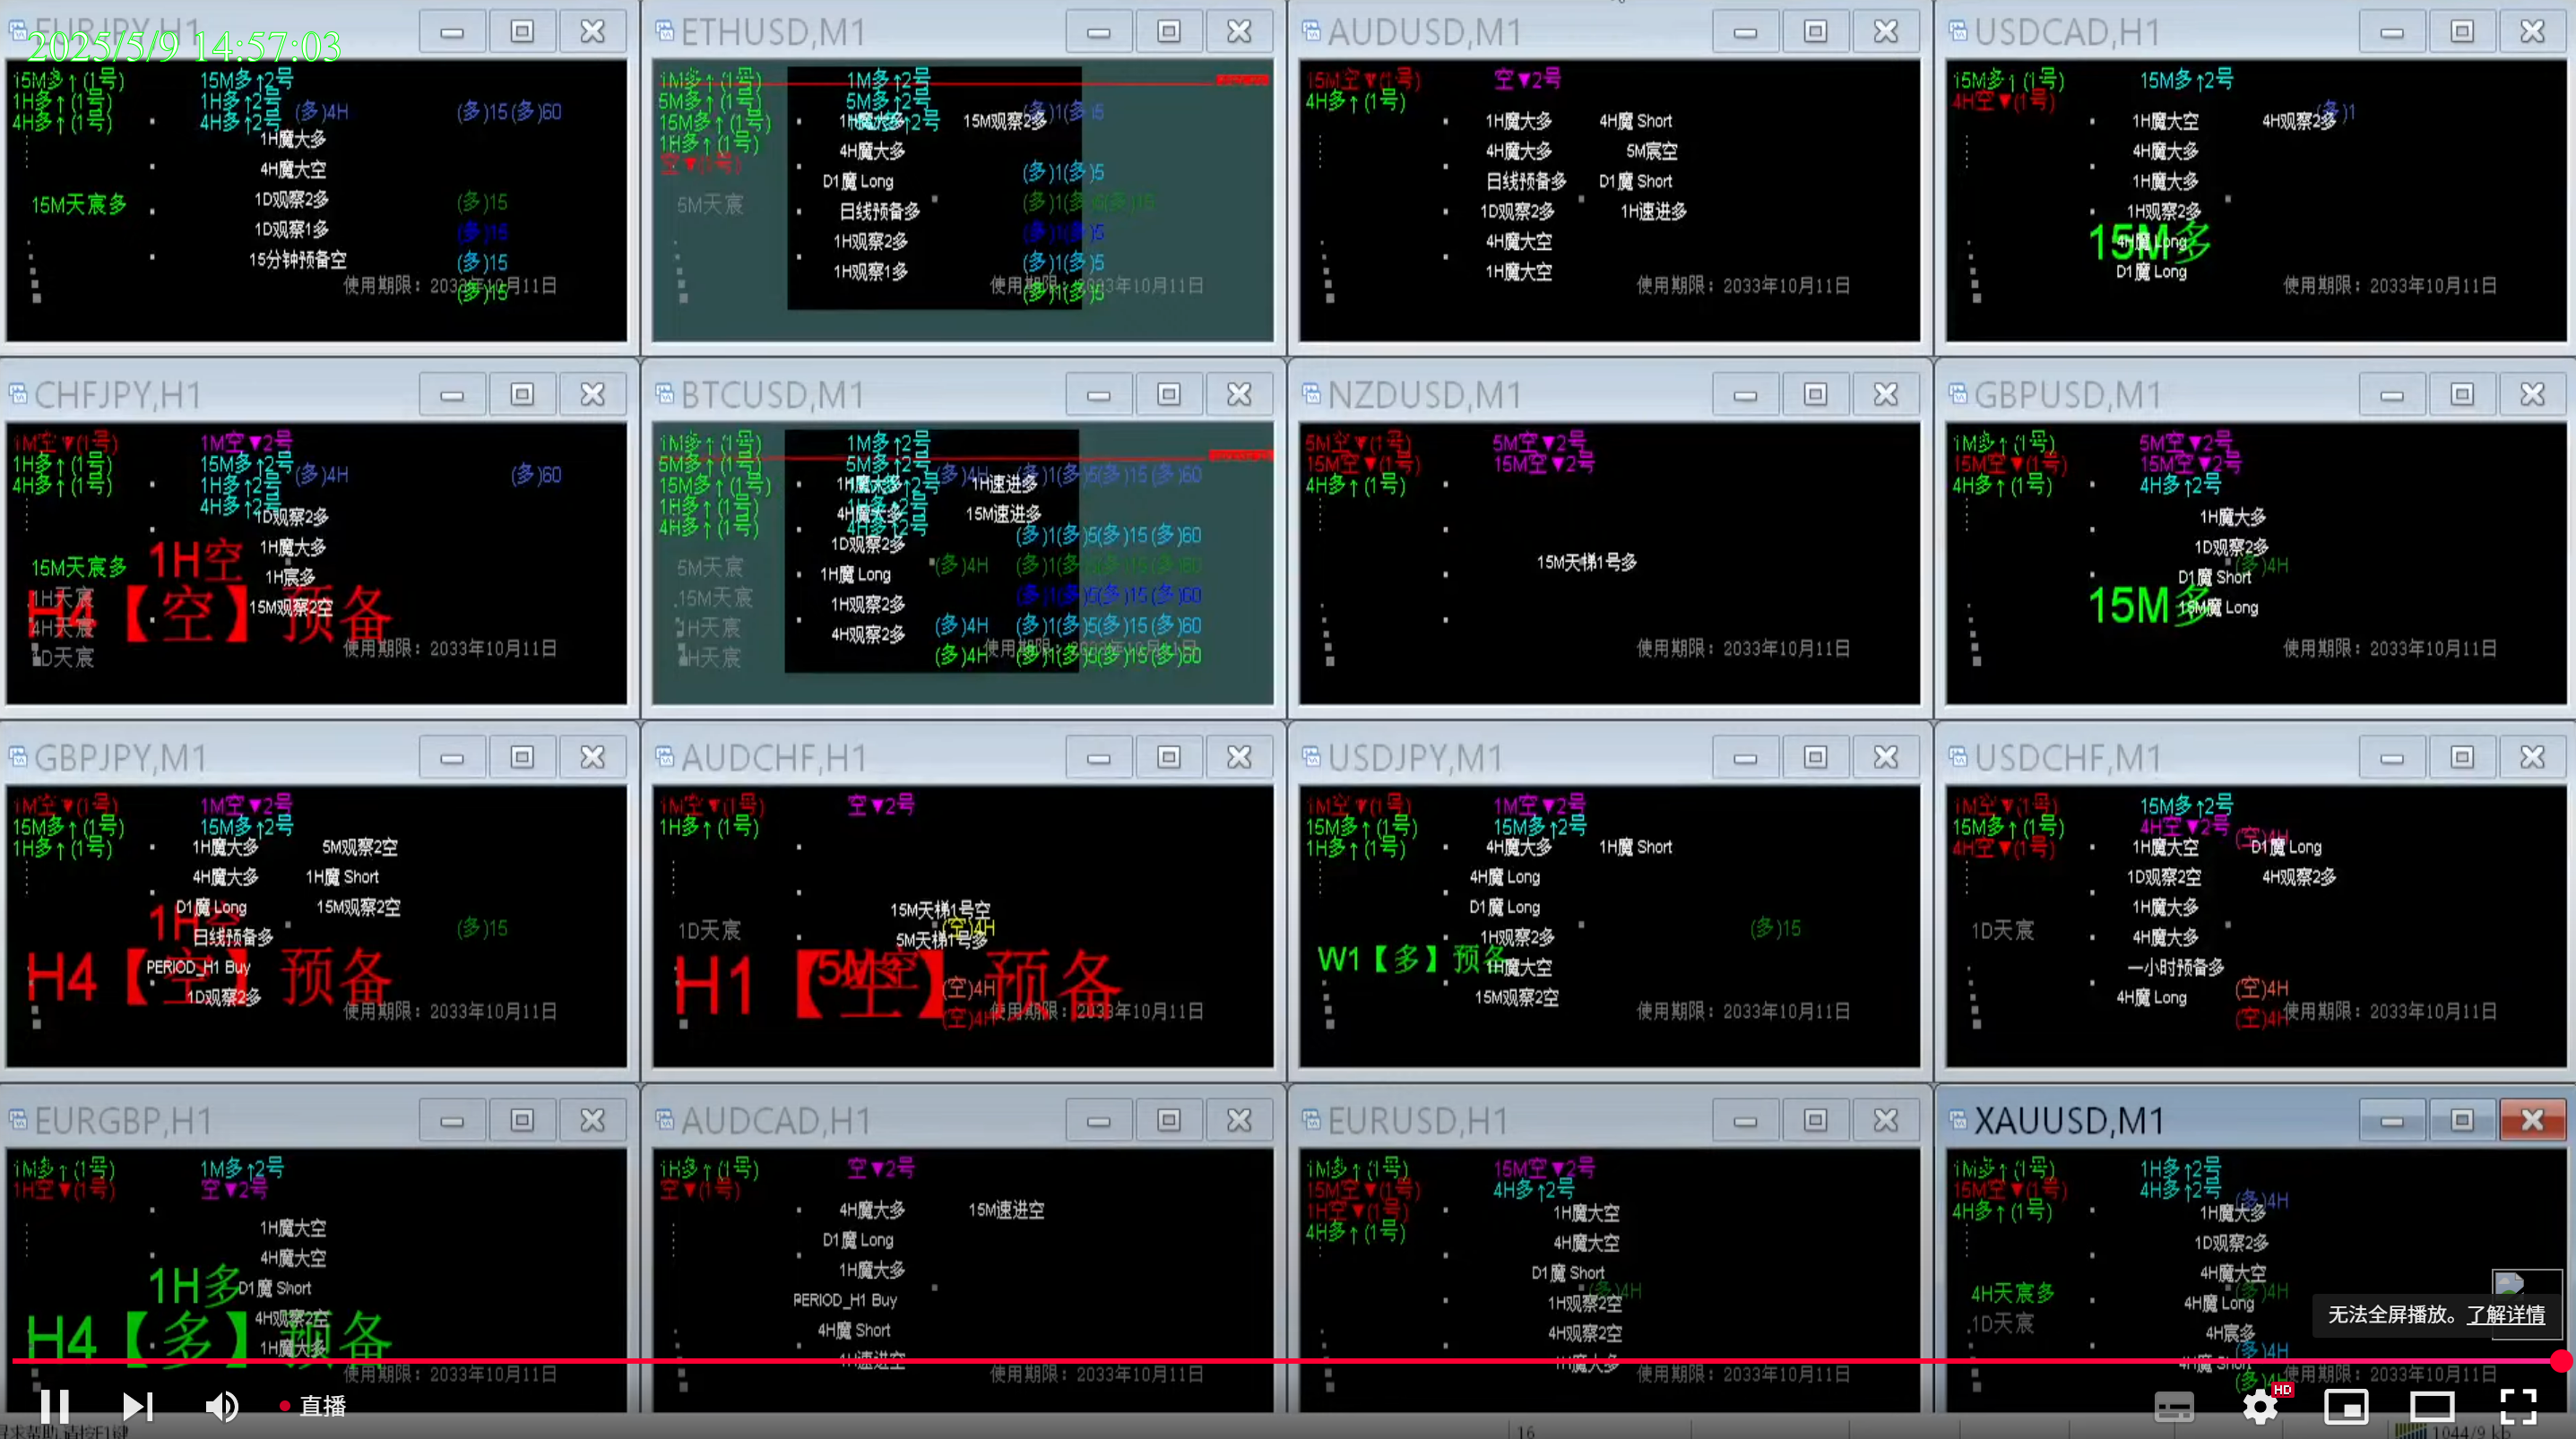 EURJPY,H1
2025/5/9 14:57:03
15M多↑(1号) 15M多↑2号
1H多↑(1号) 1H多↑2号 (多)4H (多)15(多)60
4H多↑(1号) 4H多↑2号
1H魔大多
4H魔大空
1D观察2多 (多)15
15M天宸多
1D观察1多 (多)15
15分钟预备空 (多)15
使用期限：2033年10月11日
(多)15
ETHUSD,M1
1M多↑(1号) 1M多↑2号
5M多↑(1号) 5M多↑2号
15M多↑(1号) 1H魔大多 15M观察2多 (多)1(多)5
1H多↑(1号)
空▼(1号) 4H魔大多
D1魔 Long (多)1(多)5
5M天宸 日线预备多
1H观察2多 (多)1(多)5
1H观察1多 (多)1(多)5
(多)1(多)5
AUDUSD,M1
15M空▼(1号) 空▼2号
4H多↑(1号)
1H魔大多 4H魔 Short
4H魔大多 5M宸空
日线预备多 D1魔 Short
1D观察2多 1H速进多
4H魔大空
1H魔大空
使用期限：2033年10月11日
USDCAD,H1
15M多↑(1号) 15M多↑2号
4H空▼(1号) (多)1
1H魔大空 4H观察2多
4H魔大多
1H魔大多
1H观察2多
15M多
4H魔 Long
D1魔 Long
使用期限：2033年10月11日
CHFJPY,H1
1M空▼(1号) 1M空▼2号
1H多↑(1号) 15M多↑2号 (多)4H (多)60
4H多↑(1号) 1H多↑2号
4H多↑2号
1D观察2多
1H魔大多
1H空
15M天宸多 1H宸多
1H天宸 15M观察2空
H4【空】预备
4H天宸
使用期限：2033年10月11日
1D天宸
BTCUSD,M1
1M多↑(1号) 1M多↑2号
5M多↑(1号) 5M多↑2号 (多)4H (多)1(多)5(多)15(多)60
15M多↑(1号) 1H魔大多 1H速进多
1H多↑(1号) 4H魔大多 15M速进多
4H多↑(1号) 4H多↑2号
1D观察2多 (多)1(多)5(多)15(多)60
5M天宸 1H魔 Long (多)4H
15M天宸 1H观察2多 (多)1(多)5(多)15(多)60
1H天宸 4H观察2多 (多)4H (多)1(多)5(多)15(多)60
(多)4H (多)1(多)5(多)15(多)60
NZDUSD,M1
5M空▼(1号) 5M空▼2号
15M空▼(1号) 15M空▼2号
4H多↑(1号)
15M天梯1号多
使用期限：2033年10月11日
GBPUSD,M1
1M多↑(1号) 5M空▼2号
15M空▼(1号) 15M空▼2号
4H多↑(1号) 4H多↑2号
1H魔大多
1D观察2多
(多)4H
D1魔 Short
15M多
15M魔 Long
使用期限：2033年10月11日
GBPJPY,M1
1M空▼(1号) 1M空▼2号
15M多↑(1号) 15M多↑2号
1H多↑(1号) 1H魔大多 5M观察2空
4H魔大多 1H魔 Short
D1魔 Long 15M观察2空
1H空 (多)15
日线预备多
PERIOD_H1 Buy
H4【空】预备
1D观察2多
使用期限：2033年10月11日
AUDCHF,H1
1M空▼(1号) 空▼2号
1H多↑(1号)
15M天梯1号空
1D天宸 (空)4H
5M天梯1号多
H1【空】预备
5M空
(空)4H
使用期限：2033年10月11日
(空)4H
USDJPY,M1
1M空▼(1号) 1M空▼2号
15M多↑(1号) 15M多↑2号
1H多↑(1号) 4H魔大多 1H魔 Short
4H魔 Long
D1魔 Long
1H观察2多 (多)15
W1【多】预备
1H魔大空
15M观察2空
使用期限：2033年10月11日
USDCHF,M1
1M空▼(1号) 15M多↑2号
15M多↑(1号) 4H空▼2号 (空)4H
4H空▼(1号) 1H魔大空 D1魔 Long
1D观察2空 4H观察2多
1H魔大多
1D天宸 4H魔大多
一小时预备多
4H魔 Long (空)4H
(空)4H
使用期限：2033年10月11日
EURGBP,H1
1M多↑(1号) 1M多↑2号
1H空▼(1号) 空▼2号
1H魔大空
4H魔大空
1H多
D1魔 Short
4H观察2空
H4【多】预备
1H魔大多
使用期限：2033年10月11日
AUDCAD,H1
1H多↑(1号) 空▼2号
空▼(1号)
4H魔大多 15M速进空
D1魔 Long
1H魔大多
PERIOD_H1 Buy
4H魔 Short
使用期限：2033年10月11日
EURUSD,H1
1M多↑(1号) 15M空▼2号
15M空▼(1号) 4H多↑2号
1H空▼(1号) 1H魔大空
4H多↑(1号) 4H魔大空
D1魔 Short
(多)4H
1H观察2空
4H观察2空
1H魔大多
使用期限：2033年10月11日
XAUUSD,M1
1M多↑(1号) 1H多↑2号
15M空▼(1号) 4H多↑2号 (多)4H
4H多↑(1号) 1H魔大多
1D观察2多
4H魔大空
4H天宸多 (多)4H
4H魔 Long
1D天宸 4H宸多
(多)4H
4H魔 Short
使用期限：2033年10月11日
无法全屏播放。了解详情
直播
HD
16